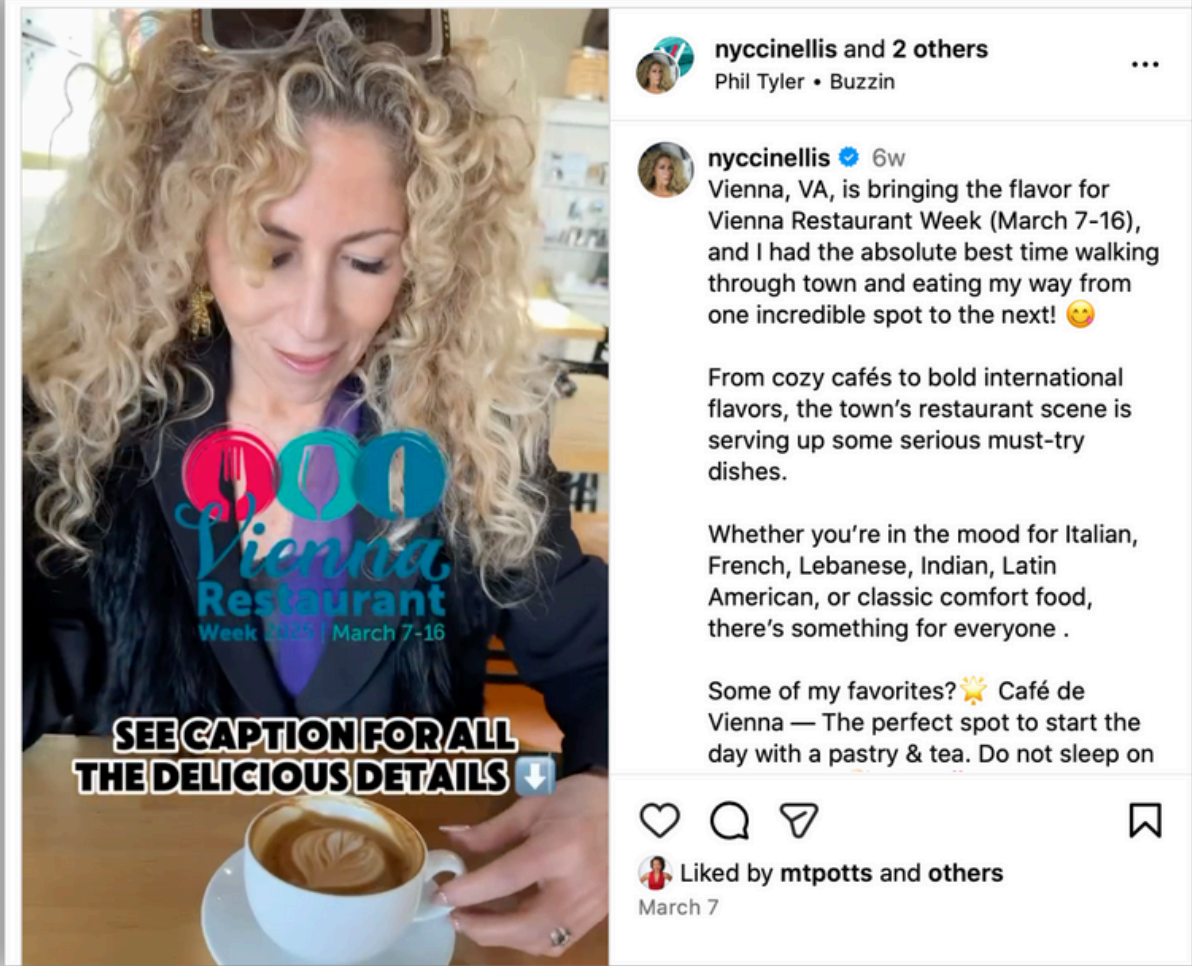 Vienna
Restaurant
Week 2025 | March 7-16
SEE CAPTION FOR ALL
THE DELICIOUS DETAILS ⬇️
nyccinellis and 2 others
Phil Tyler • Buzzin
nyccinellis 6w
Vienna, VA, is bringing the flavor for
Vienna Restaurant Week (March 7-16),
and I had the absolute best time walking
through town and eating my way from
one incredible spot to the next! 😋
From cozy cafés to bold international
flavors, the town’s restaurant scene is
serving up some serious must-try
dishes.
Whether you’re in the mood for Italian,
French, Lebanese, Indian, Latin
American, or classic comfort food,
there’s something for everyone .
Some of my favorites?🌟 Café de
Vienna — The perfect spot to start the
day with a pastry & tea. Do not sleep on
Liked by mtpotts and others
March 7